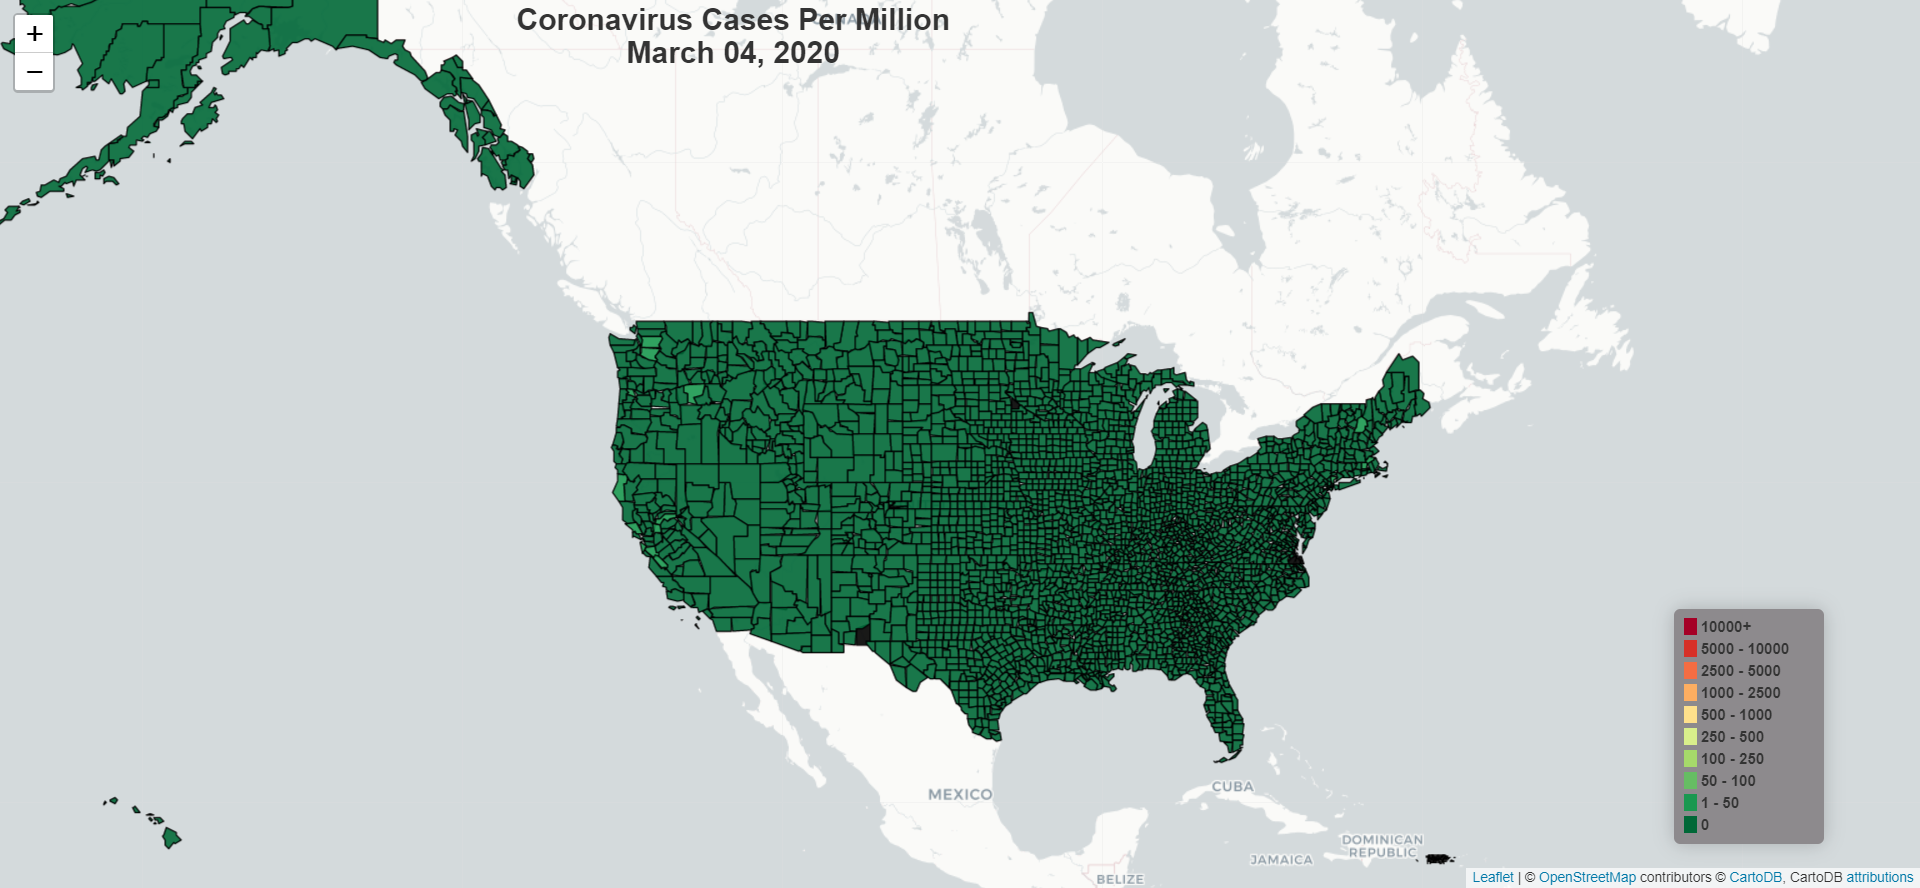 +
−
CANADA
Coronavirus Cases Per Million
March 04, 2020
10000+
5000 - 10000
2500 - 5000
1000 - 2500
500 - 1000
250 - 500
100 - 250
50 - 100
1 - 50
0
MEXICO
CUBA
DOMINICAN
REPUBLIC
JAMAICA
BELIZE
Leaflet | © OpenStreetMap contributors © CartoDB, CartoDB attributions